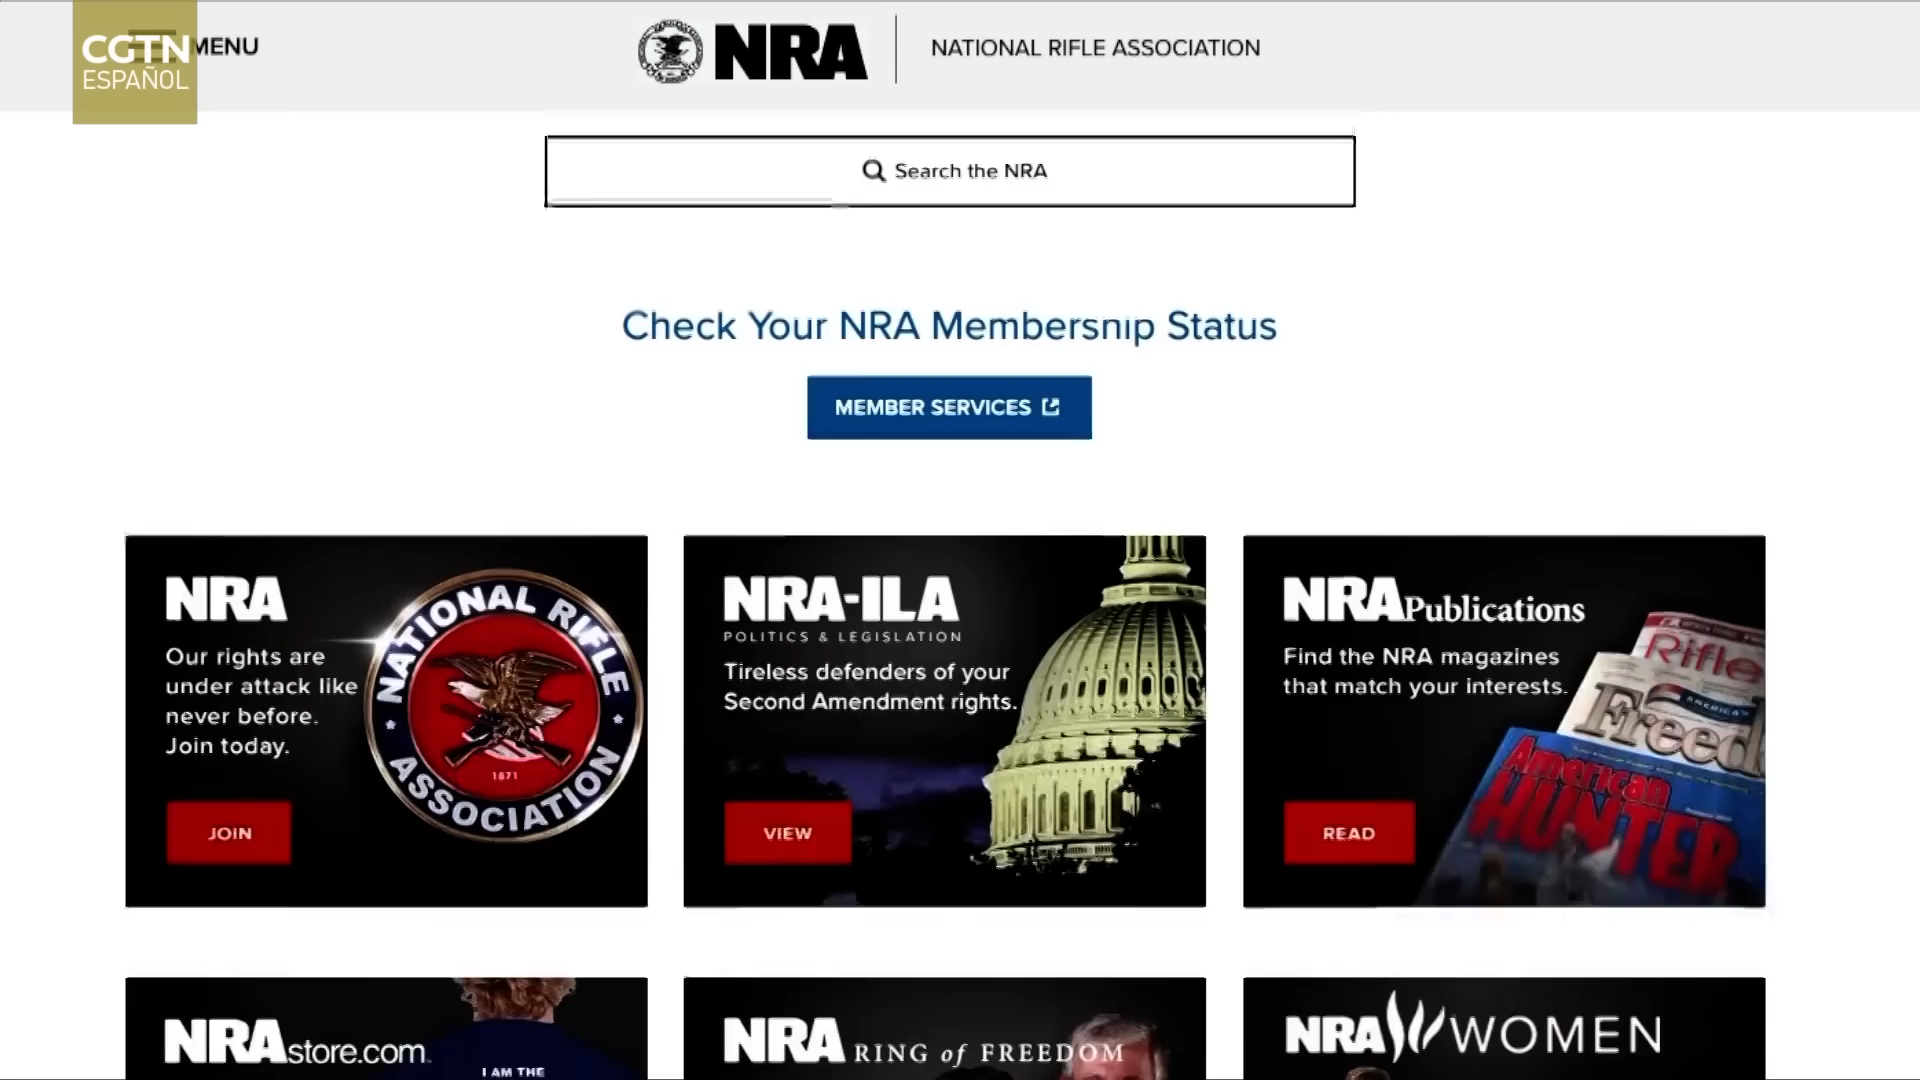 CGTN
ESPAÑOL
MENU
NRA
NATIONAL RIFLE ASSOCIATION
Search the NRA
Check Your NRA Membership Status
MEMBER SERVICES
NRA
Our rights are
under attack like
never before.
Join today.
JOIN
NATIONAL RIFLE
ASSOCIATION
1871
NRA-ILA
POLITICS & LEGISLATION
Tireless defenders of your
Second Amendment rights.
VIEW
NRA Publications
Find the NRA magazines
that match your interests.
READ
Rifle
Freed
American
HUNTER
NRAstore.com
I AM THE
NRA RING of FREEDOM
NRA WOMEN